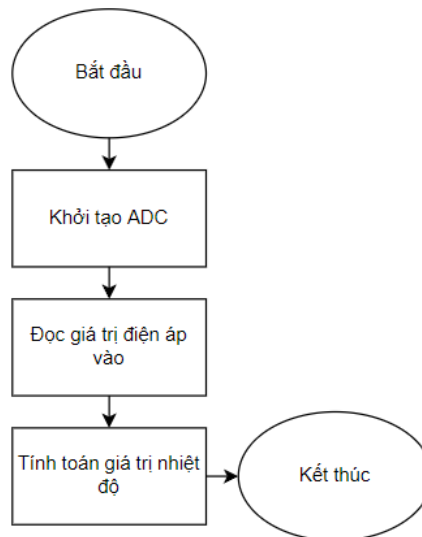 Bắt đầu
Khởi tạo ADC
Đọc giá trị điện áp
vào
Tính toán giá trị nhiệt
độ
Kết thúc